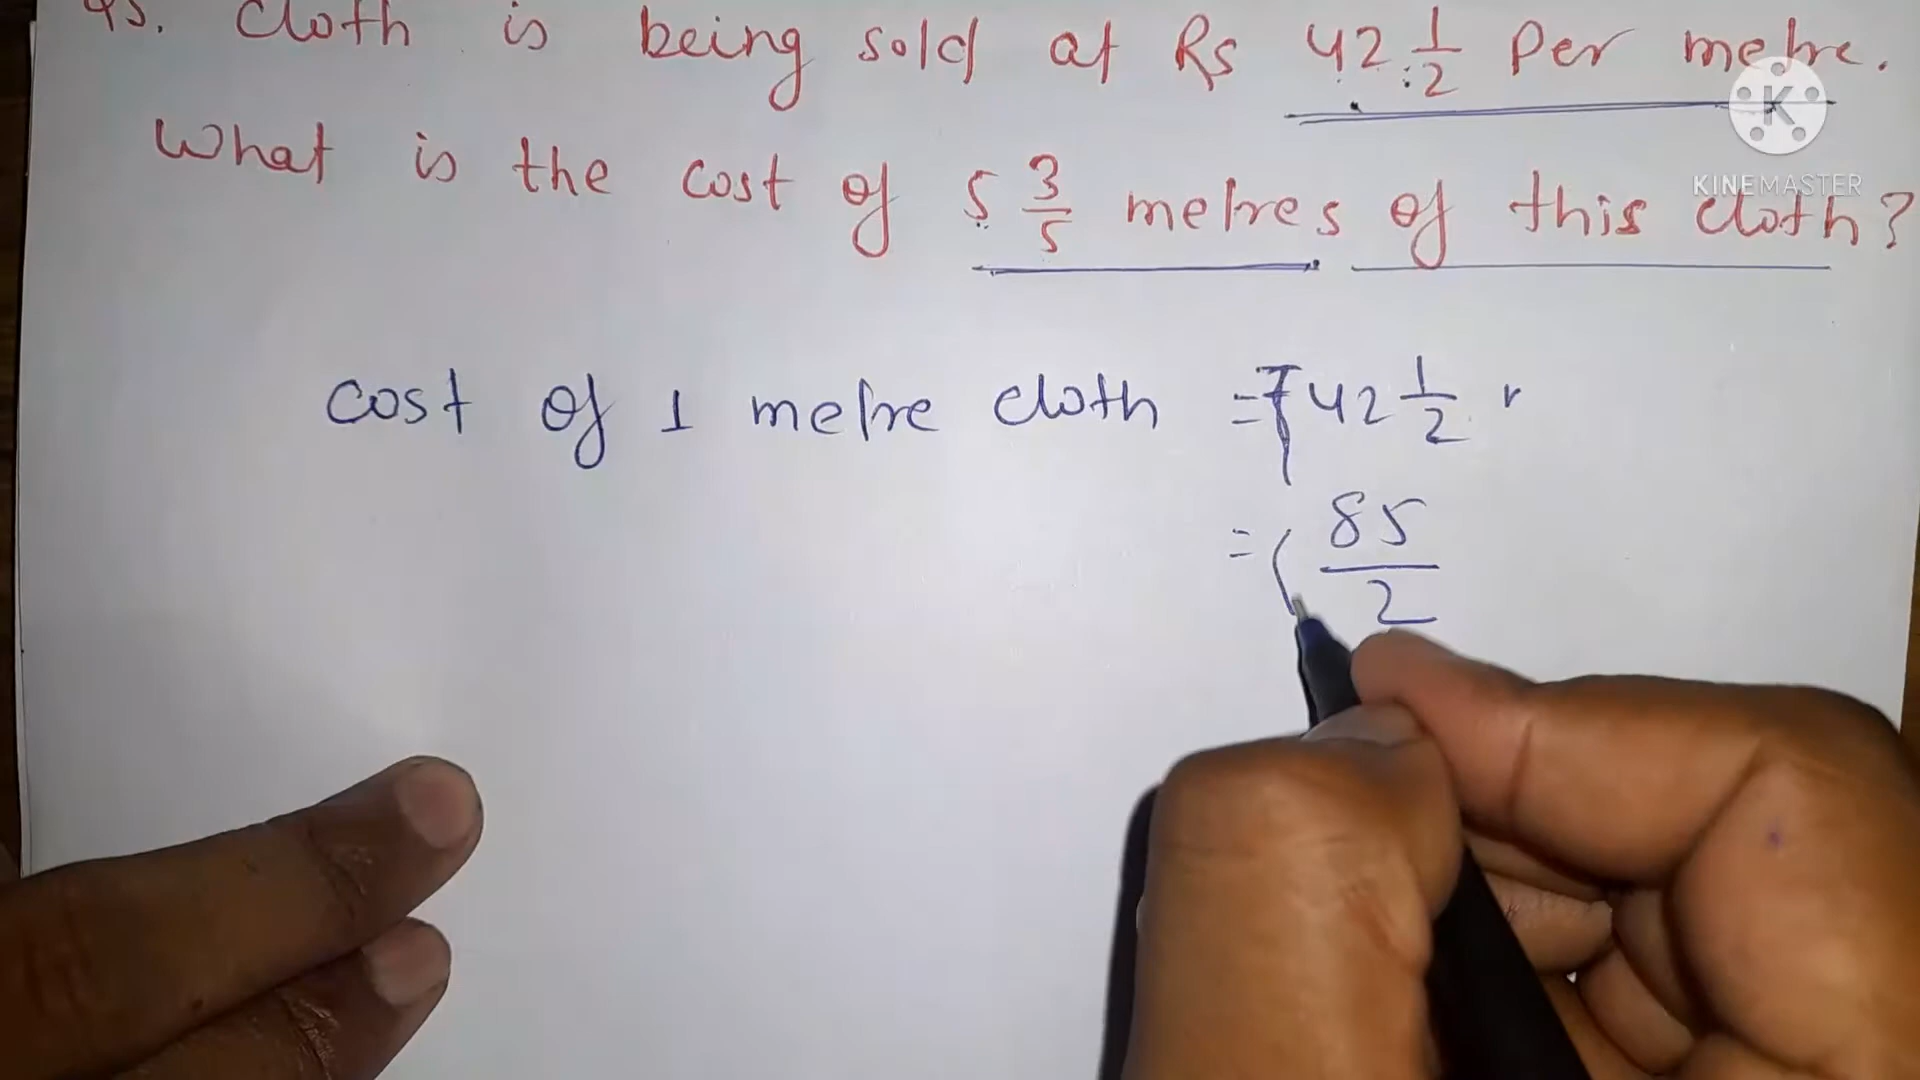 Q5. Cloth is being sold at Rs 42 1/2 Per metre.
What is the cost of 5 3/5 metres of this cloth?
K
KINEMASTER
cost of 1 metre cloth = ₹ 42 1/2
= ( 85/2